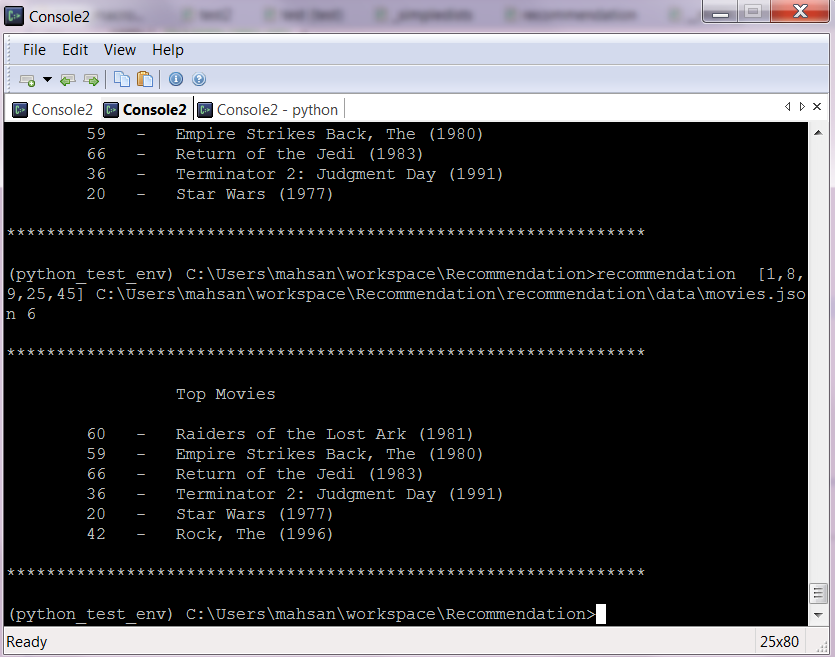 Console2
File Edit View Help
Console2 Console2 Console2 - python
59 - Empire Strikes Back, The (1980)
66 - Return of the Jedi (1983)
36 - Terminator 2: Judgment Day (1991)
20 - Star Wars (1977)
****************************************************************
(python_test_env) C:\Users\mahsan\workspace\Recommendation>recommendation  [1,8,
9,25,45] C:\Users\mahsan\workspace\Recommendation\recommendation\data\movies.jso
n 6
****************************************************************
Top Movies
60 - Raiders of the Lost Ark (1981)
59 - Empire Strikes Back, The (1980)
66 - Return of the Jedi (1983)
36 - Terminator 2: Judgment Day (1991)
20 - Star Wars (1977)
42 - Rock, The (1996)
****************************************************************
(python_test_env) C:\Users\mahsan\workspace\Recommendation>
Ready 25x80